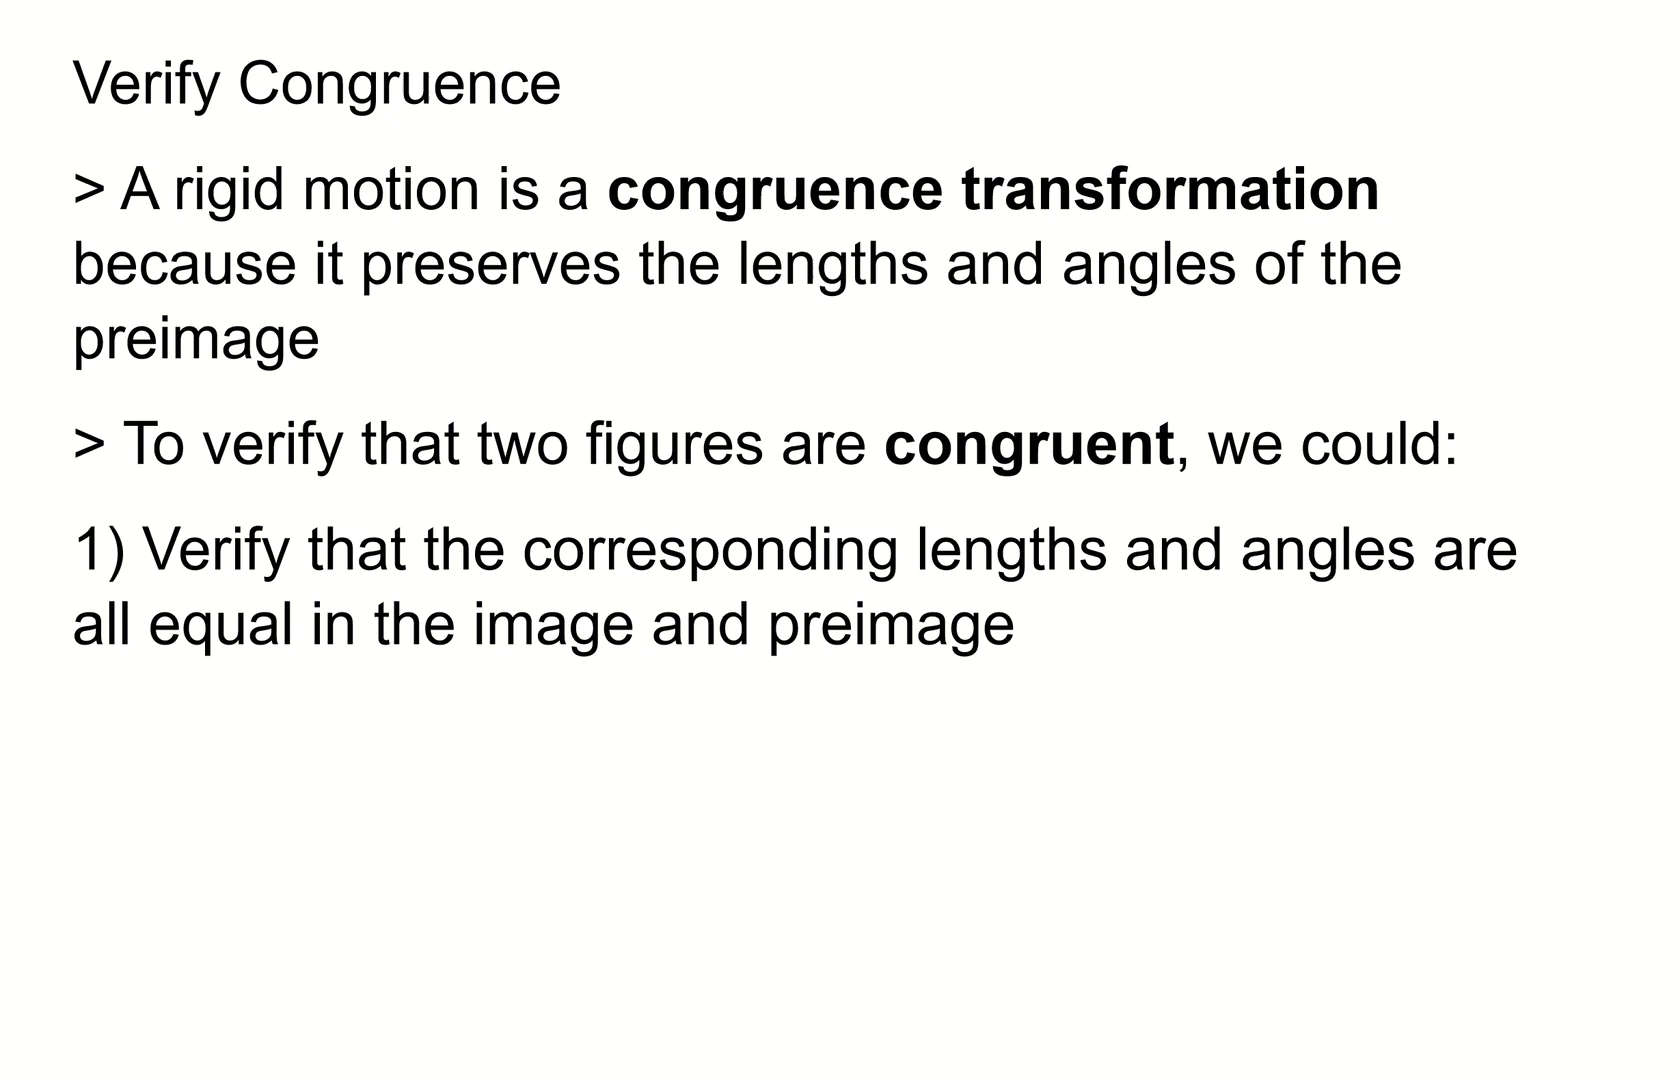 Verify Congruence
> A rigid motion is a congruence transformation
because it preserves the lengths and angles of the
preimage
> To verify that two figures are congruent, we could:
1) Verify that the corresponding lengths and angles are
all equal in the image and preimage